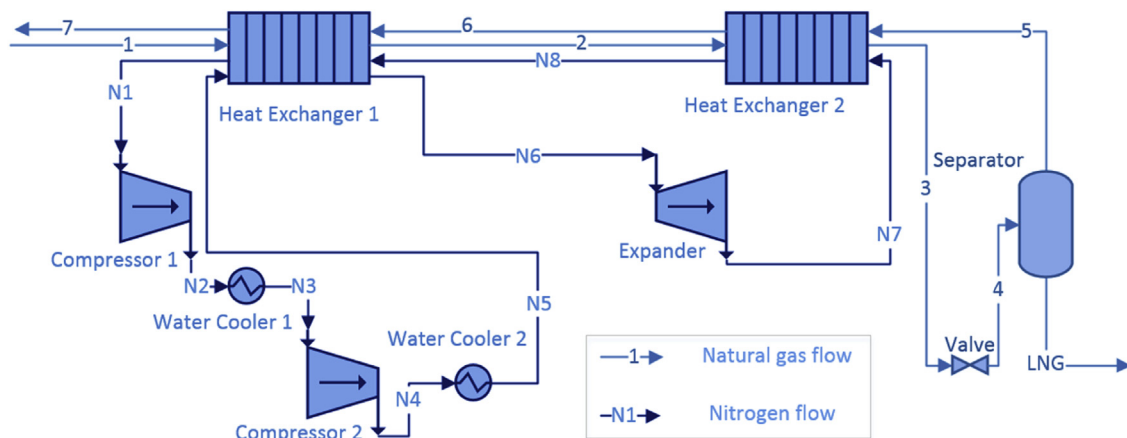 7
6
5
1
2
N8
N1
Heat Exchanger 1
Heat Exchanger 2
N6
Separator
3
Compressor 1
Expander
N7
N2
N3
4
N5
Water Cooler 1
Water Cooler 2
Valve
1
Natural gas flow
LNG
N4
N1
Nitrogen flow
Compressor 2